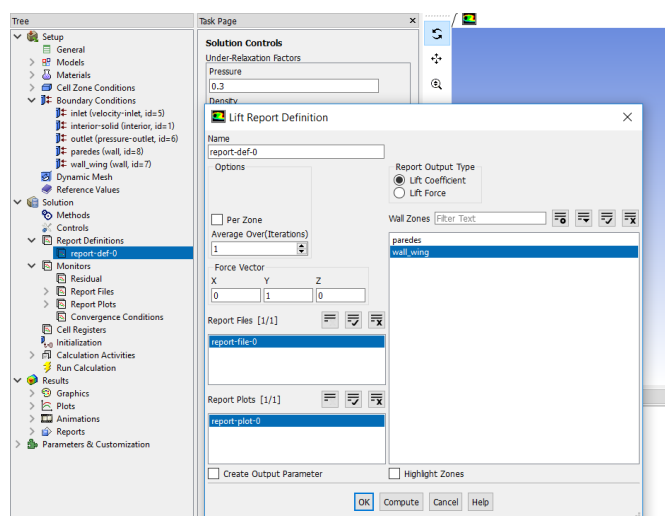 Tree
Setup
General
Models
Materials
Cell Zone Conditions
Boundary Conditions
inlet (velocity-inlet, id=5)
interior-solid (interior, id=1)
outlet (pressure-outlet, id=6)
paredes (wall, id=8)
wall_wing (wall, id=7)
Dynamic Mesh
Reference Values
Solution
Methods
Controls
Report Definitions
report-def-0
Monitors
Residual
Report Files
Report Plots
Convergence Conditions
Cell Registers
Initialization
Calculation Activities
Run Calculation
Results
Graphics
Plots
Animations
Reports
Parameters & Customization
Task Page
Solution Controls
Under-Relaxation Factors
Pressure
0.3
Density
Lift Report Definition
Name
report-def-0
Options
Per Zone
Average Over(Iterations)
1
Force Vector
X Y Z
0 1 0
Report Files [1/1]
report-file-0
Report Plots [1/1]
report-plot-0
Create Output Parameter
Report Output Type
Lift Coefficient
Lift Force
Wall Zones Filter Text
paredes
wall_wing
Highlight Zones
OK Compute Cancel Help